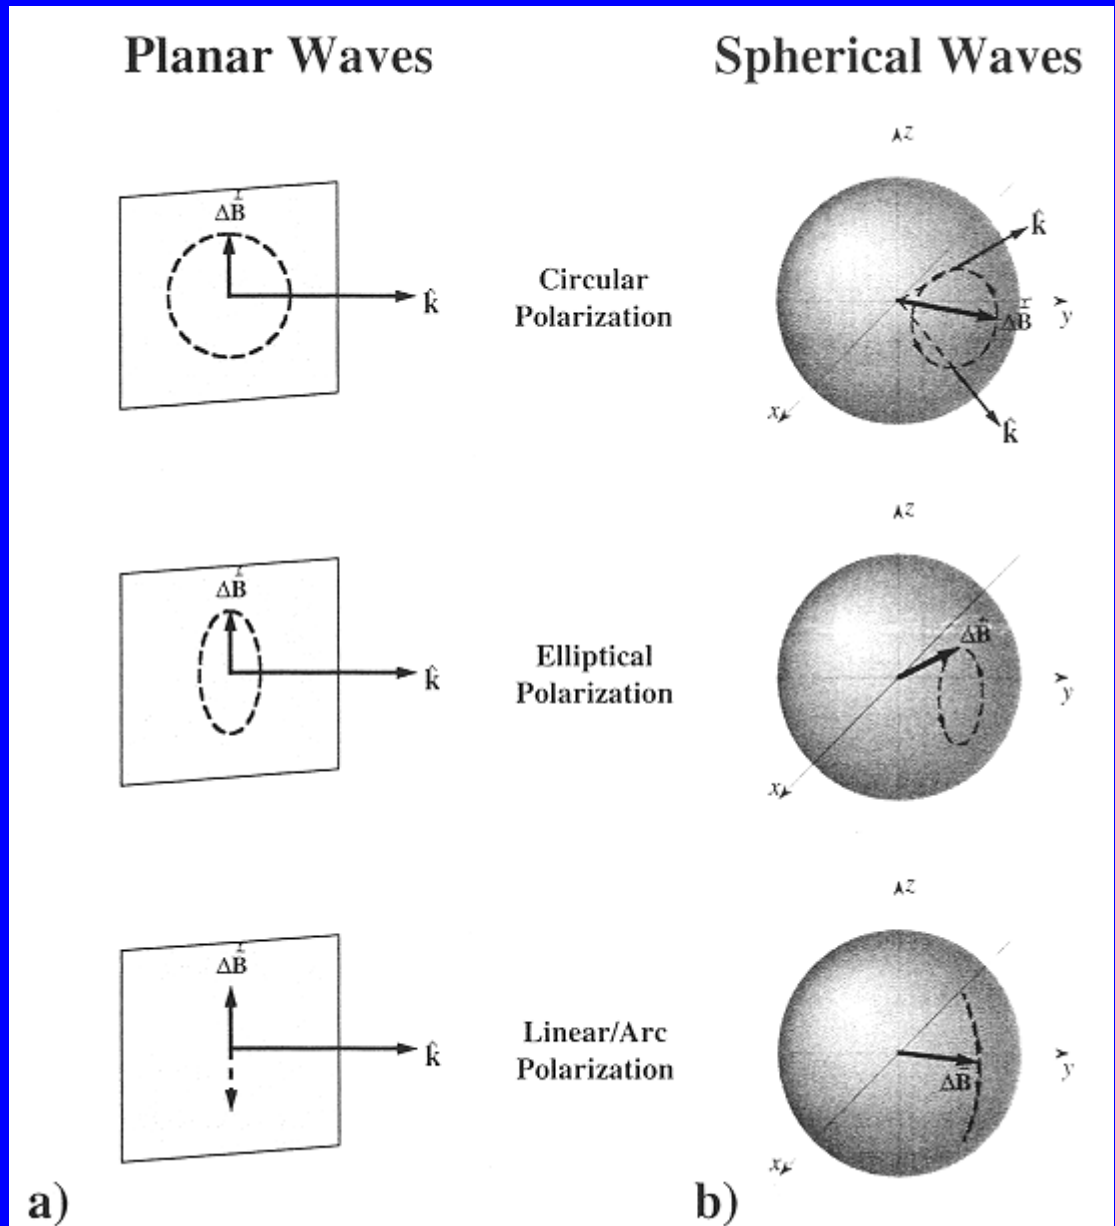 Planar Waves
Spherical Waves
z
ΔB
k̂
Circular
Polarization
k̂
ΔB
y
x
k̂
z
ΔB
k̂
Elliptical
Polarization
ΔB
y
x
z
ΔB
k̂
Linear/Arc
Polarization
ΔB
y
x
a)
b)